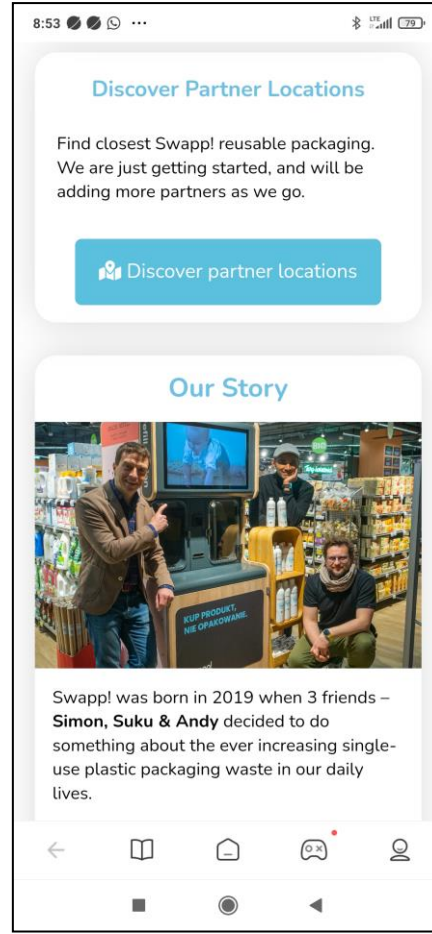 8:53
LTE
79
Discover Partner Locations
Find closest Swapp! reusable packaging.
We are just getting started, and will be
adding more partners as we go.
Discover partner locations
Our Story
KUP PRODUKT,
NIE OPAKOWANIE.
Swapp! was born in 2019 when 3 friends –
Simon, Suku & Andy decided to do
something about the ever increasing single-
use plastic packaging waste in our daily
lives.